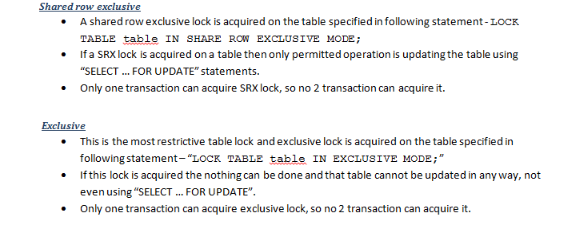 Shared row exclusive
• A shared row exclusive lock is acquired on the table specified in following statement - LOCK
TABLE table IN SHARE ROW EXCLUSIVE MODE;
• If a SRX lock is acquired on a table then only permitted operation is updating the table using
“SELECT … FOR UPDATE” statements.
• Only one transaction can acquire SRX lock, so no 2 transaction can acquire it.
Exclusive
• This is the most restrictive table lock and exclusive lock is acquired on the table specified in
following statement – “LOCK TABLE table IN EXCLUSIVE MODE;”
• If this lock is acquired the nothing can be done and that table cannot be updated in any way, not
even using “SELECT … FOR UPDATE”.
• Only one transaction can acquire exclusive lock, so no 2 transaction can acquire it.